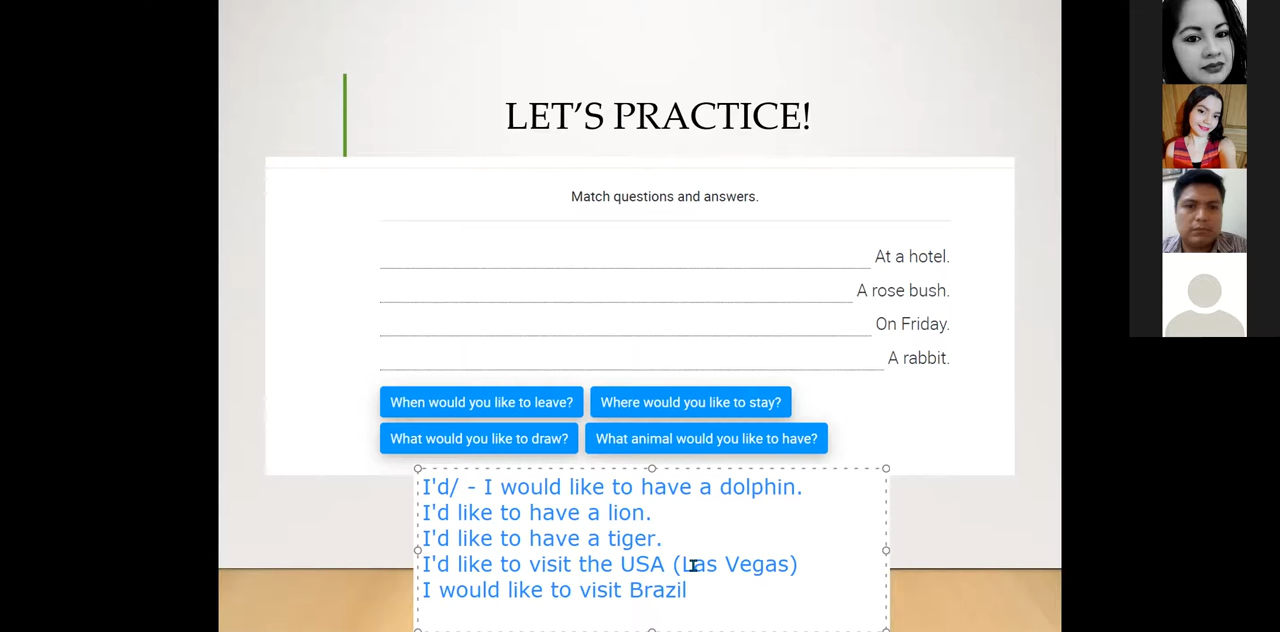 LET'S PRACTICE!
Match questions and answers.
At a hotel.
A rose bush.
On Friday.
A rabbit.
When would you like to leave? Where would you like to stay?
What would you like to draw? What animal would you like to have?
I'd/ - I would like to have a dolphin.
I'd like to have a lion.
I'd like to have a tiger.
I'd like to visit the USA (Las Vegas)
I would like to visit Brazil